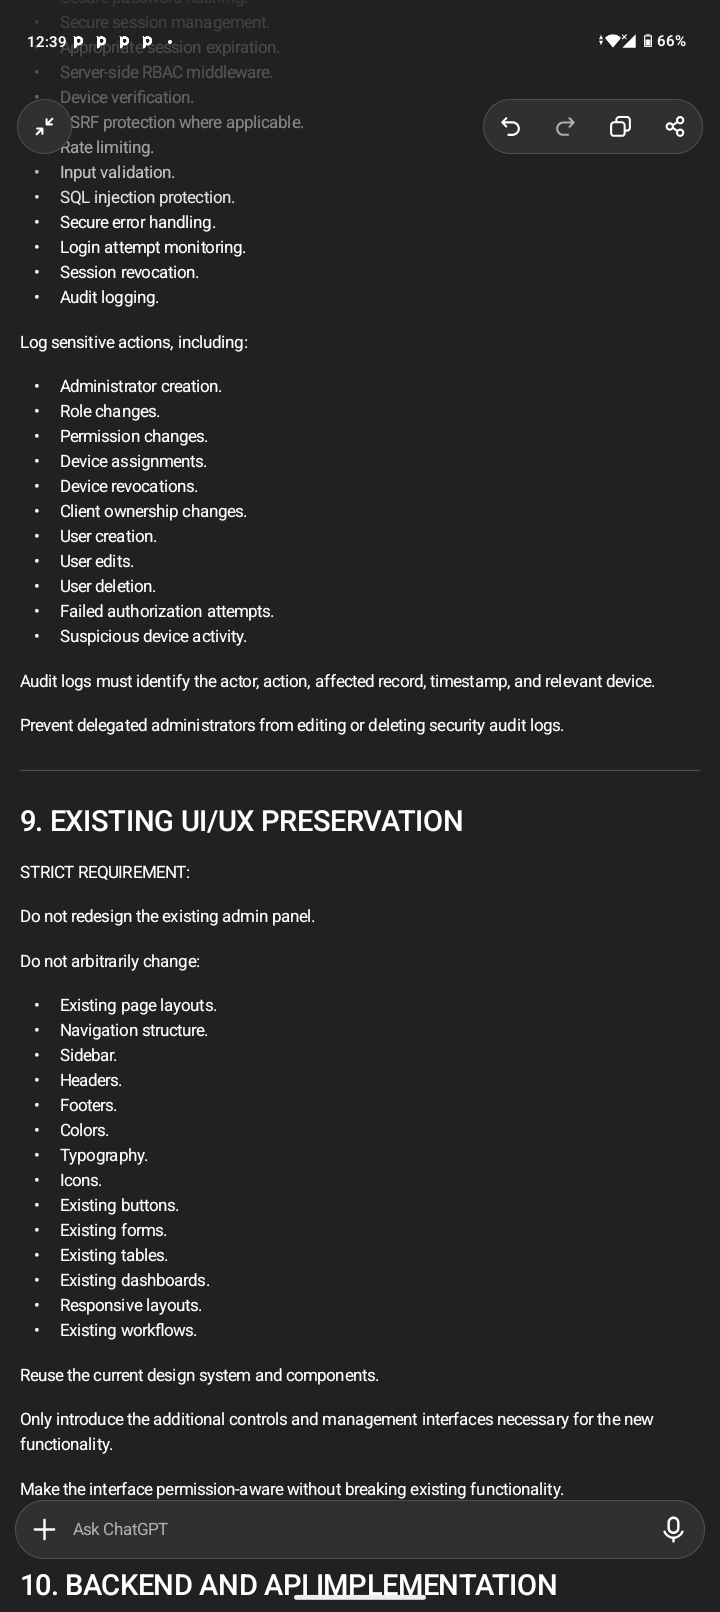 Secure session management.
12:39
66%
Appropriate session expiration.
• Server-side RBAC middleware.
• Device verification.
SRF protection where applicable.
Rate limiting.
• Input validation.
• SQL injection protection.
• Secure error handling.
• Login attempt monitoring.
• Session revocation.
• Audit logging.
Log sensitive actions, including:
• Administrator creation.
• Role changes.
• Permission changes.
• Device assignments.
• Device revocations.
• Client ownership changes.
• User creation.
• User edits.
• User deletion.
• Failed authorization attempts.
• Suspicious device activity.
Audit logs must identify the actor, action, affected record, timestamp, and relevant device.
Prevent delegated administrators from editing or deleting security audit logs.
9. EXISTING UI/UX PRESERVATION
STRICT REQUIREMENT:
Do not redesign the existing admin panel.
Do not arbitrarily change:
• Existing page layouts.
• Navigation structure.
• Sidebar.
• Headers.
• Footers.
• Colors.
• Typography.
• Icons.
• Existing buttons.
• Existing forms.
• Existing tables.
• Existing dashboards.
• Responsive layouts.
• Existing workflows.
Reuse the current design system and components.
Only introduce the additional controls and management interfaces necessary for the new
functionality.
Make the interface permission-aware without breaking existing functionality.
Ask ChatGPT
10. BACKEND AND API IMPLEMENTATION